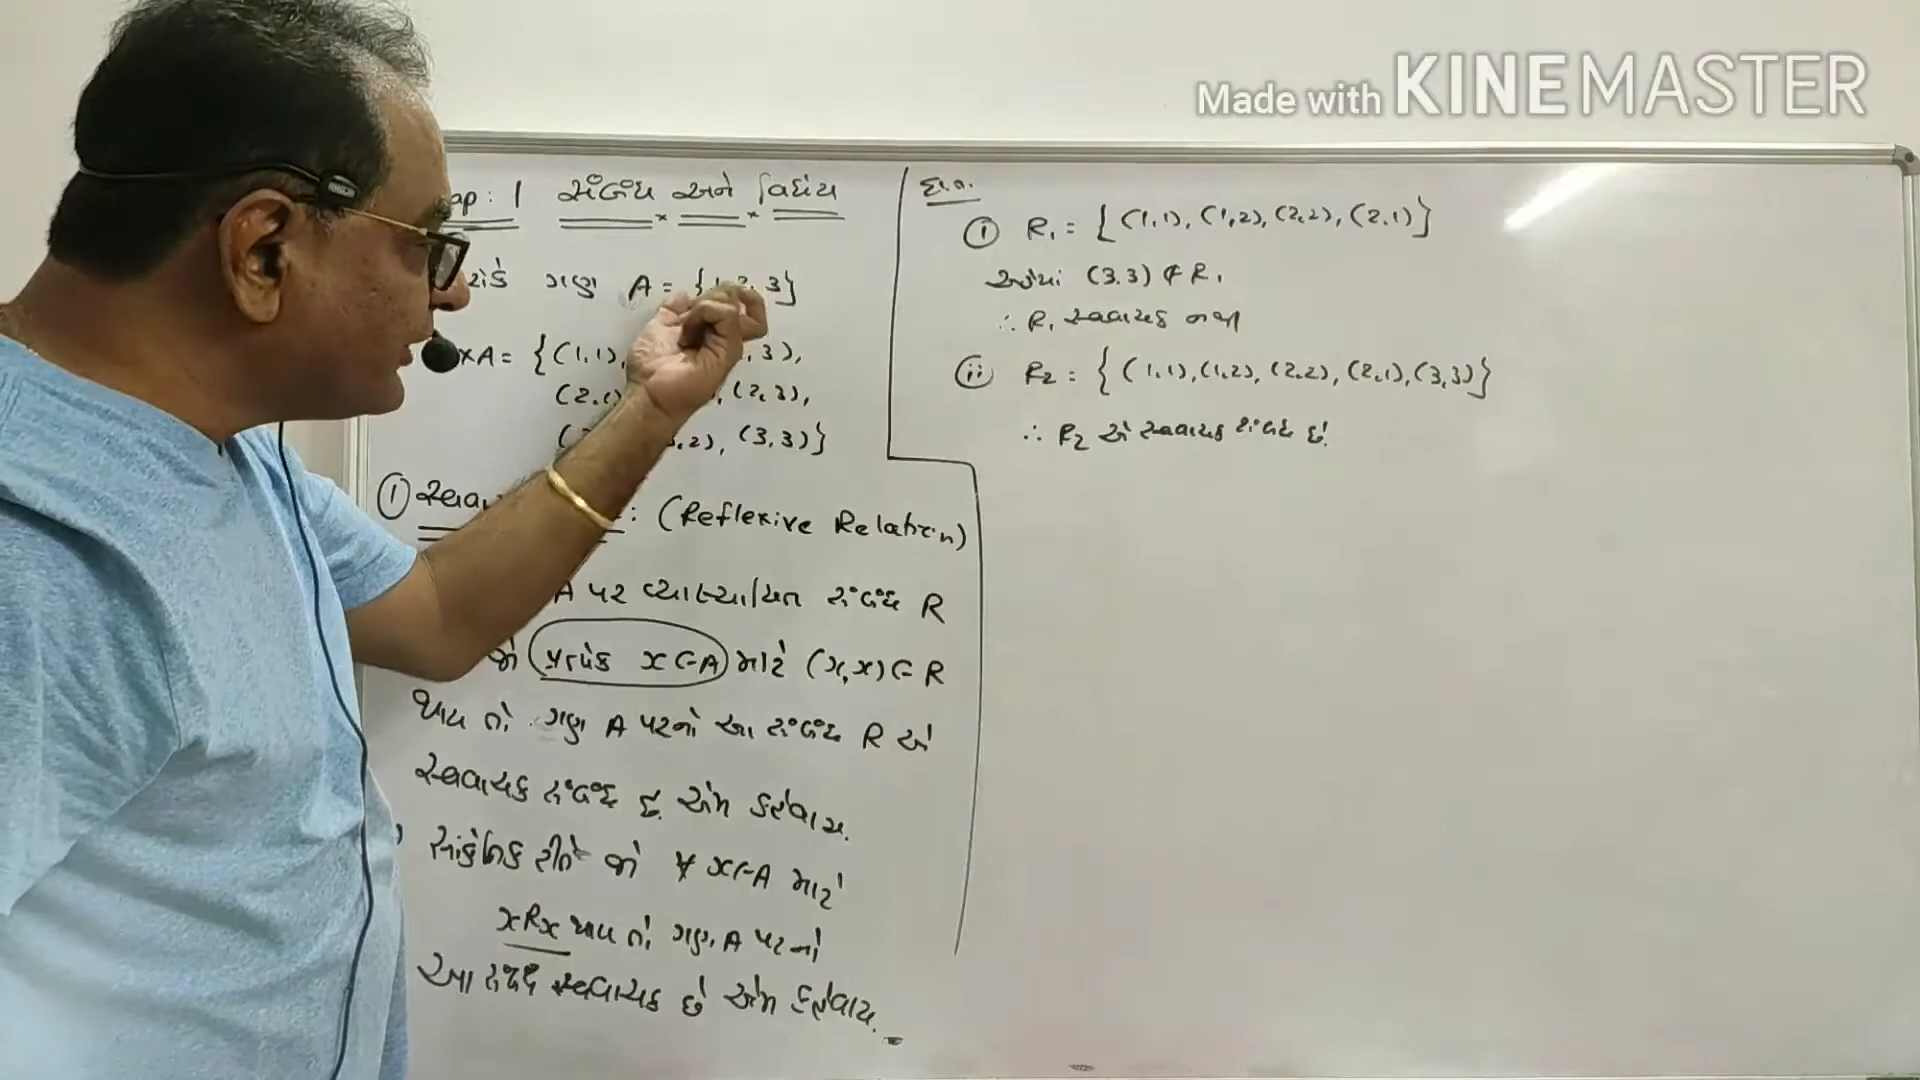 Made with KINEMASTER
ap: 1 સંબંધ અને વિધેય
ગણ A = {1, 2, 3}
xA = {(1,1), , 3),
(2,1), (2,3),
3,2), (3,3)}
① સ્વવા : (Reflexive Relation)
A પર વ્યાખ્યાયિત સંબંધ R
જો પ્રત્યેક x∈A માટે (x,x)∈R
થાય તો ગણ A પરનો આ સંબંધ R એ
સ્વવાચક સંબંધ છે એમ કહેવાય.
સાંકેતિક રીતે જો ∀ x∈A માટે
xRx થાય તો ગણ A પરનો
આ સંબંધ સ્વવાચક છે એમ કહેવાય.
દા.ત.
① R₁ = {(1,1), (1,2), (2,2), (2,1)}
અહીંયાં (3,3) ∉ R₁
∴ R₁ સ્વવાચક નથી
ⅱ R₂ = {(1,1), (1,2), (2,2), (2,1), (3,3)}
∴ R₂ એ સ્વવાચક સંબંધ છે.